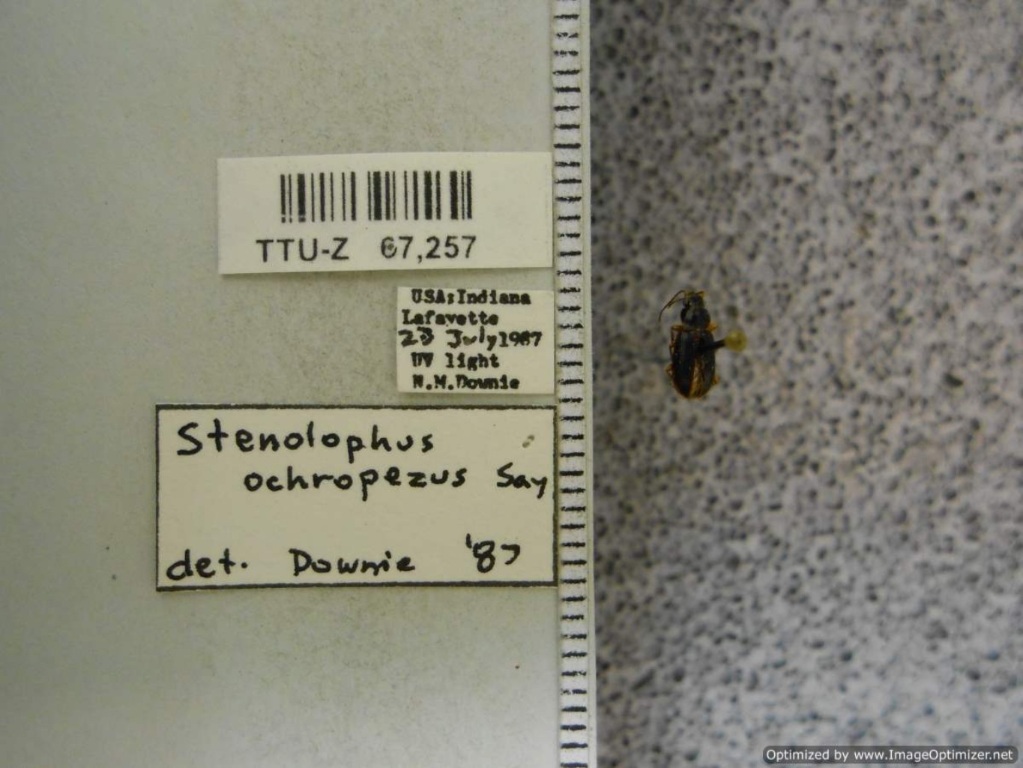 TTU-Z 67,257
USA:Indiana
Lafayette
23 July1987
UV light
N.M.Downie
Stenolophus
ochropezus Say
det. Downie '87
Optimized by www.ImageOptimizer.net